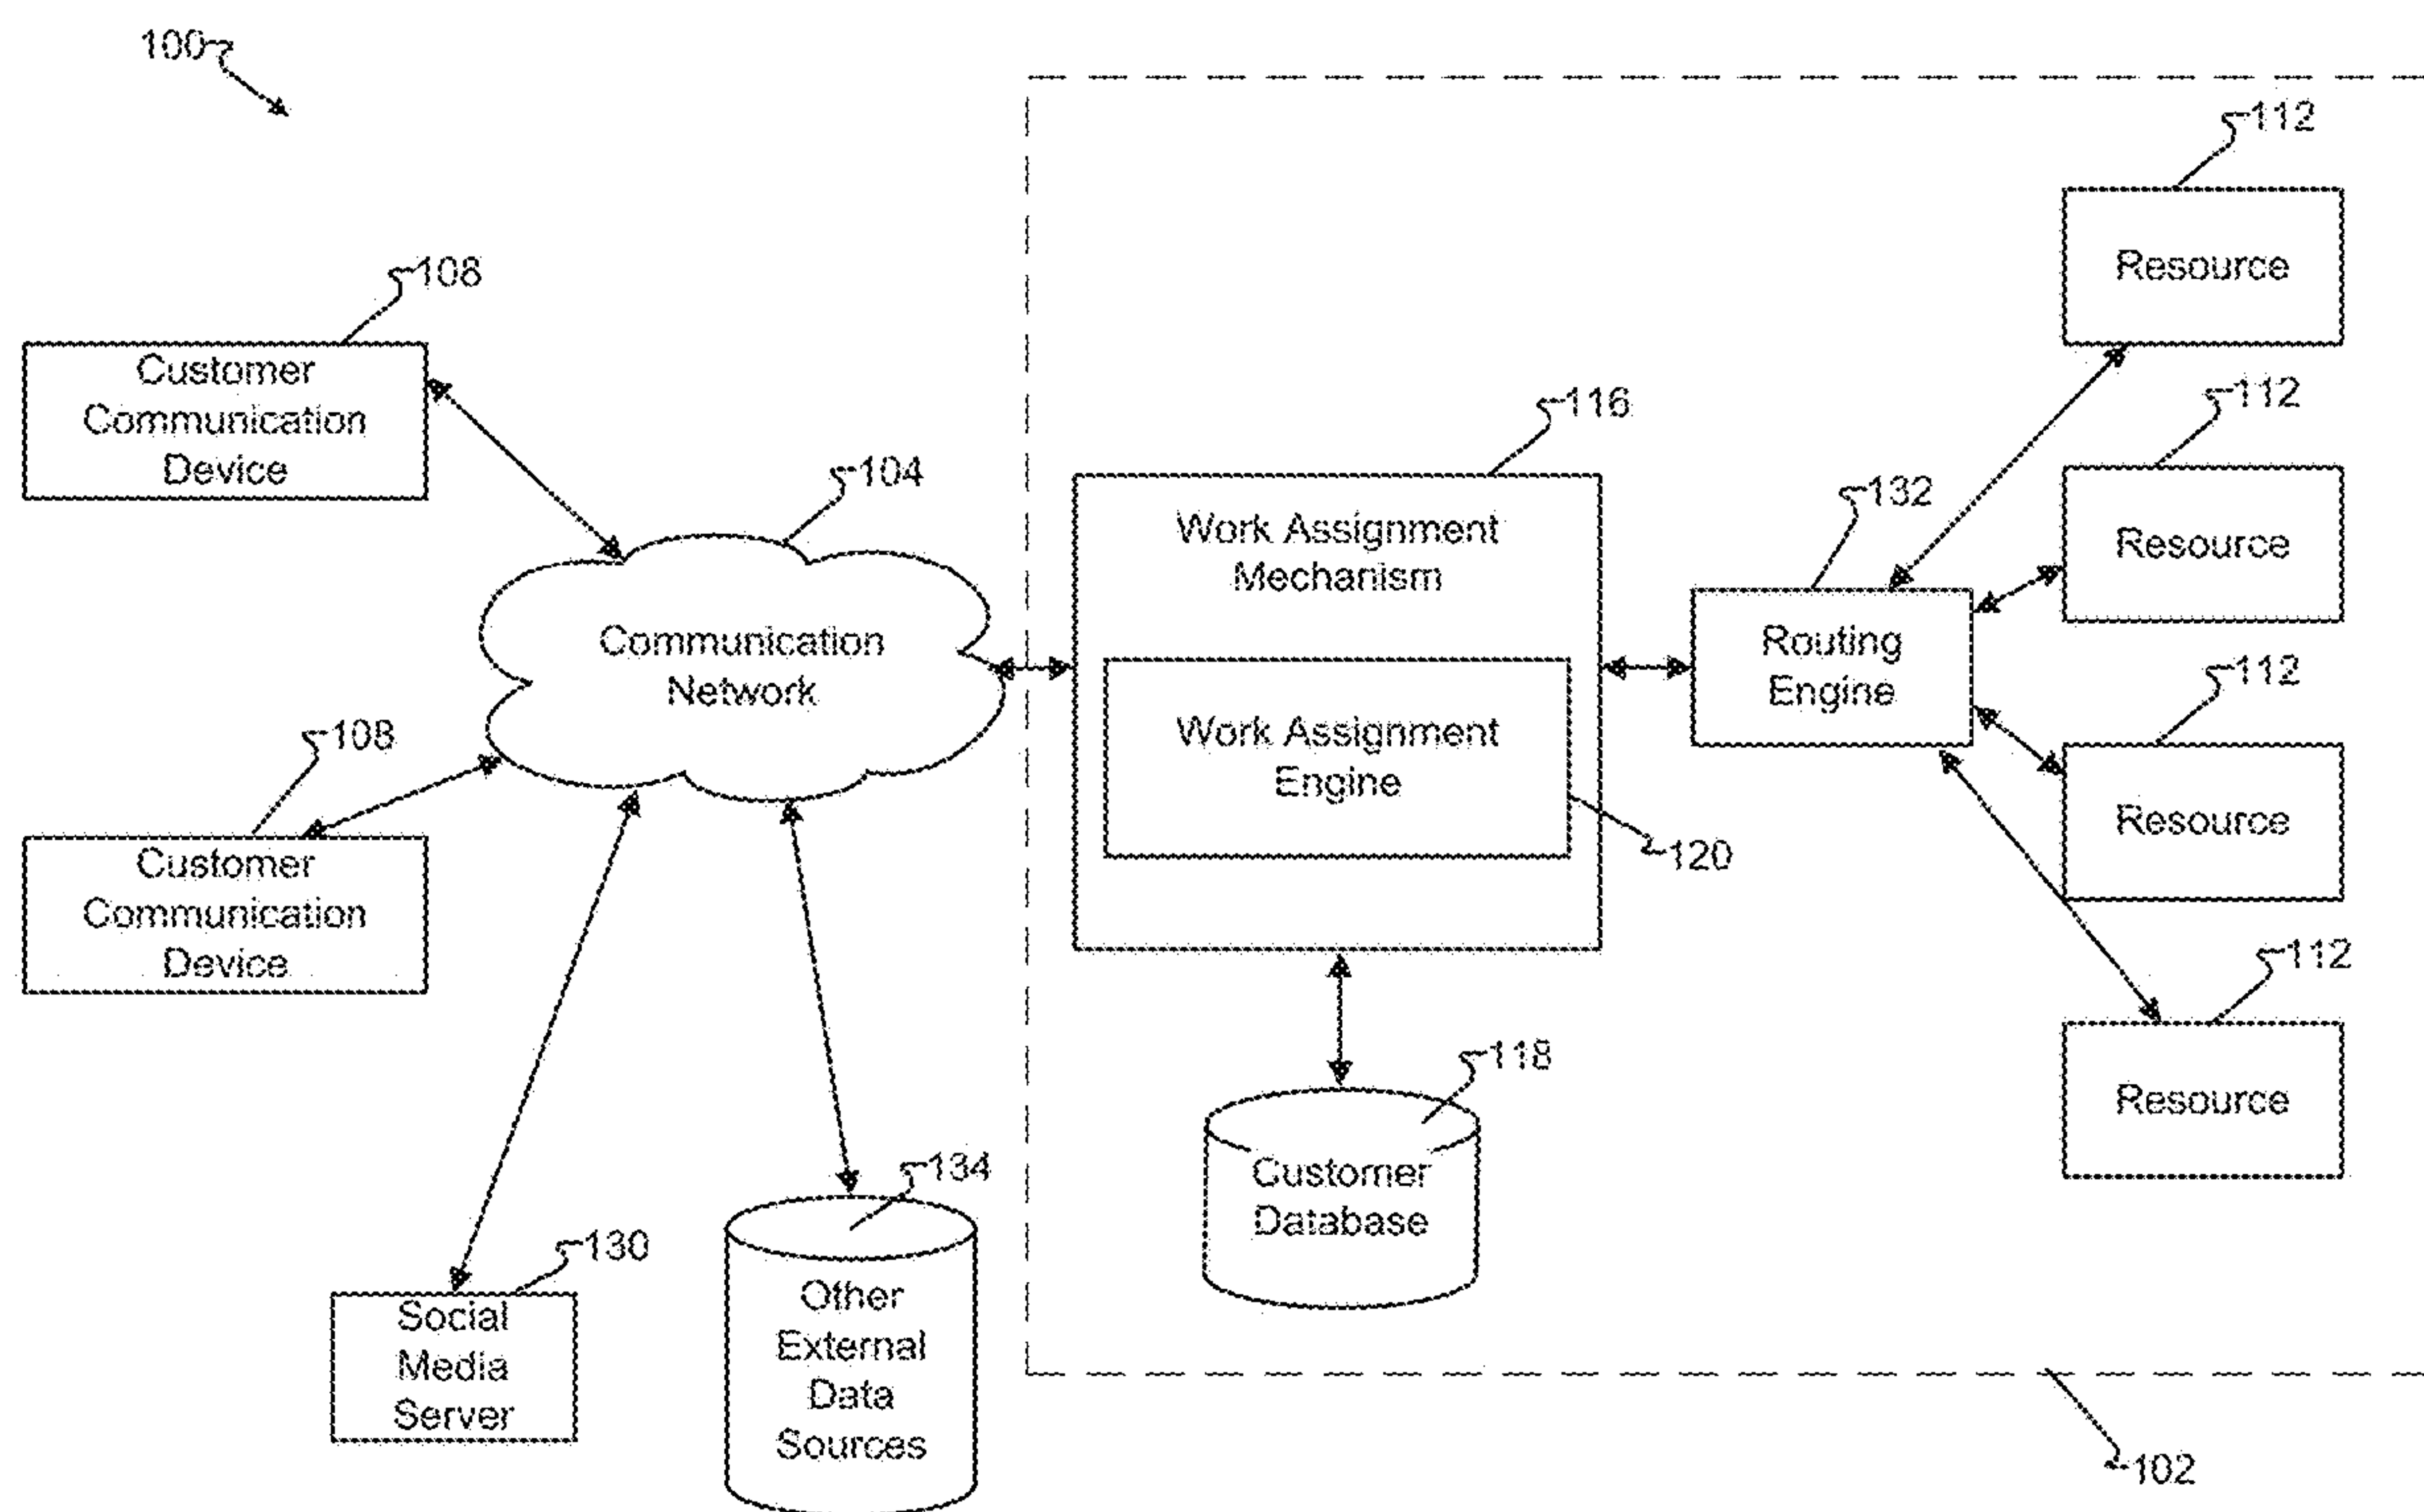 100
112
Resource
108
Customer
Communication
Device
112
Resource
116
104
132
Work Assignment
Mechanism
Communication
Network
Routing
Engine
112
Resource
108
Work Assignment
Engine
120
Customer
Communication
Device
112
Resource
118
Customer
Database
134
Other
External
Data
Sources
130
Social
Media
Server
102